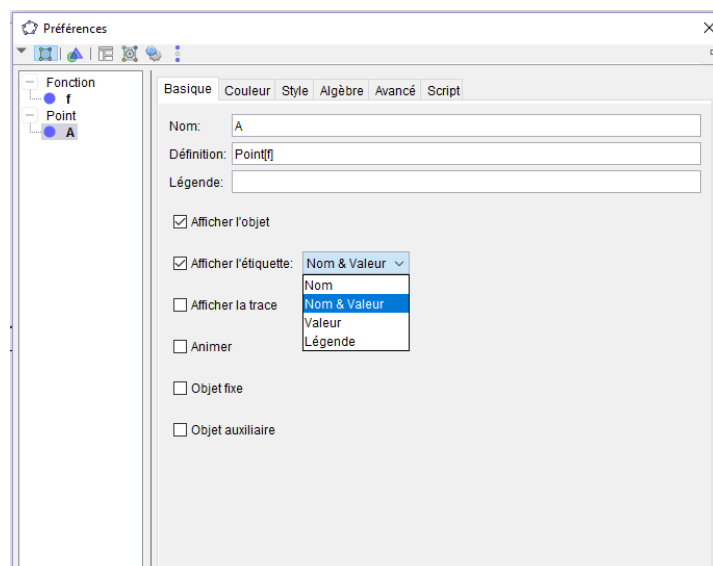 Préférences
Fonction
f
Point
A
Basique Couleur Style Algèbre Avancé Script
Nom: A
Définition: Point[f]
Légende:
Afficher l'objet
Afficher l'étiquette: Nom & Valeur
Nom
Nom & Valeur
Afficher la trace
Valeur
Légende
Animer
Objet fixe
Objet auxiliaire